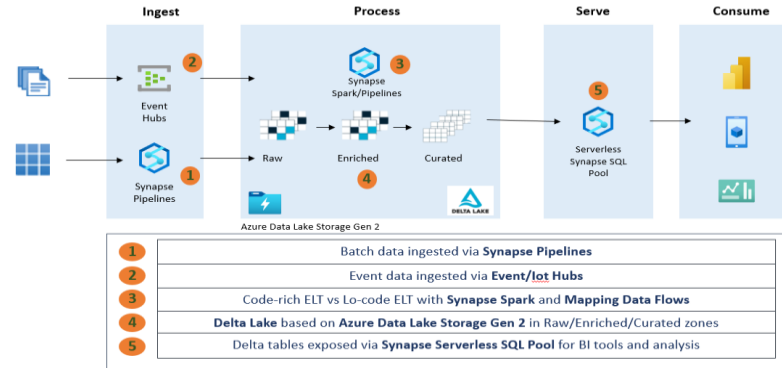 Ingest
Process
Serve
Consume
2
Event
Hubs
1
Synapse
Pipelines
3
Synapse
Spark/Pipelines
Raw
Enriched
Curated
4
DELTA LAKE
Azure Data Lake Storage Gen 2
5
Serverless
Synapse SQL
Pool
1 Batch data ingested via Synapse Pipelines
2 Event data ingested via Event/Iot Hubs
3 Code-rich ELT vs Lo-code ELT with Synapse Spark and Mapping Data Flows
4 Delta Lake based on Azure Data Lake Storage Gen 2 in Raw/Enriched/Curated zones
5 Delta tables exposed via Synapse Serverless SQL Pool for BI tools and analysis